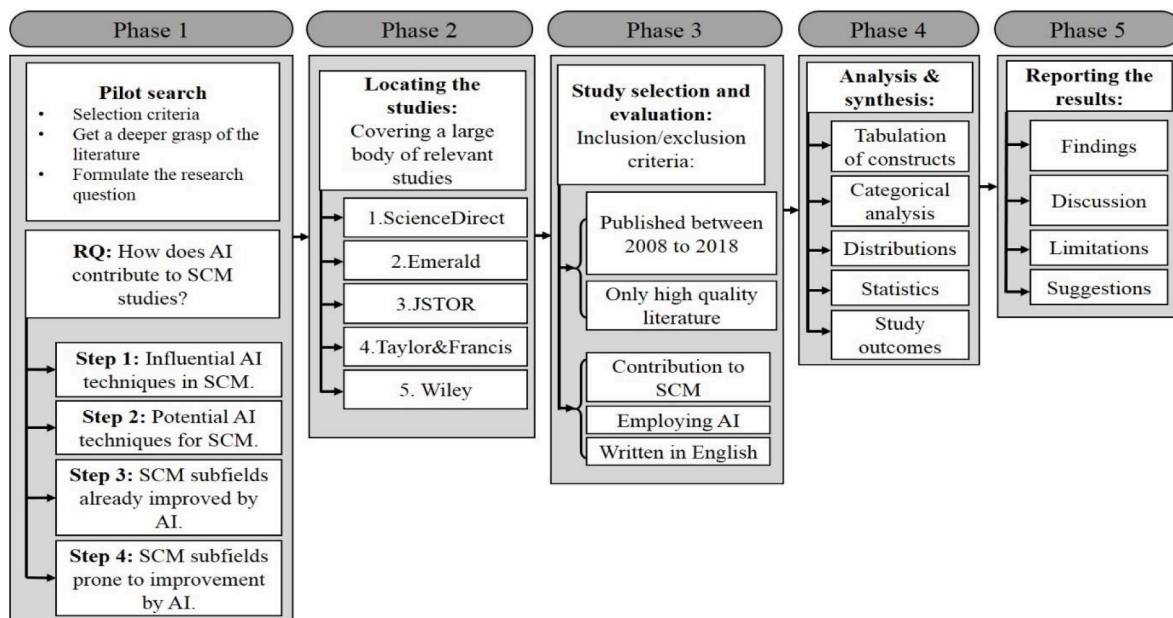 Phase 1
Pilot search
• Selection criteria
• Get a deeper grasp of the
literature
• Formulate the research
question
RQ: How does AI
contribute to SCM
studies?
Step 1: Influential AI
techniques in SCM.
Step 2: Potential AI
techniques for SCM.
Step 3: SCM subfields
already improved by
AI.
Step 4: SCM subfields
prone to improvement
by AI.
Phase 2
Locating the
studies:
Covering a large
body of relevant
studies
1.ScienceDirect
2.Emerald
3.JSTOR
4.Taylor&Francis
5. Wiley
Phase 3
Study selection and
evaluation:
Inclusion/exclusion
criteria:
Published between
2008 to 2018
Only high quality
literature
Contribution to
SCM
Employing AI
Written in English
Phase 4
Analysis &
synthesis:
Tabulation
of constructs
Categorical
analysis
Distributions
Statistics
Study
outcomes
Phase 5
Reporting the
results:
Findings
Discussion
Limitations
Suggestions